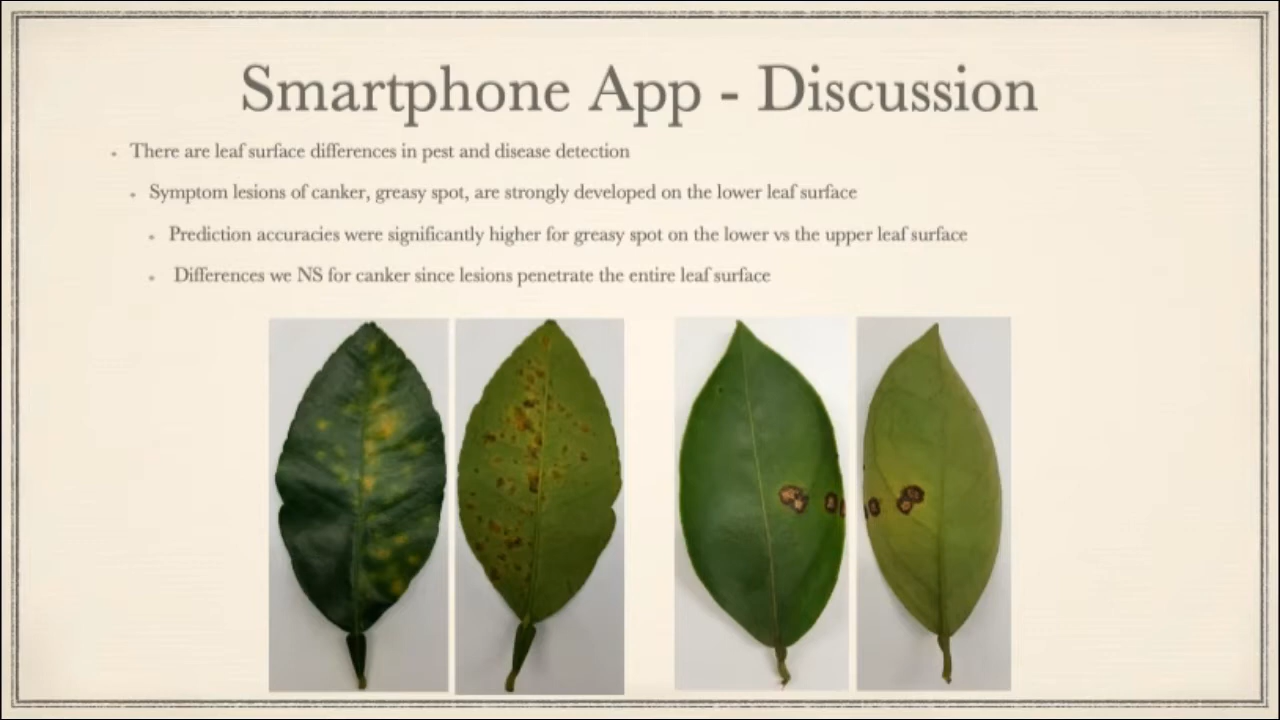 Smartphone App - Discussion
There are leaf surface differences in pest and disease detection
Symptom lesions of canker, greasy spot, are strongly developed on the lower leaf surface
Prediction accuracies were significantly higher for greasy spot on the lower vs the upper leaf surface
Differences we NS for canker since lesions penetrate the entire leaf surface